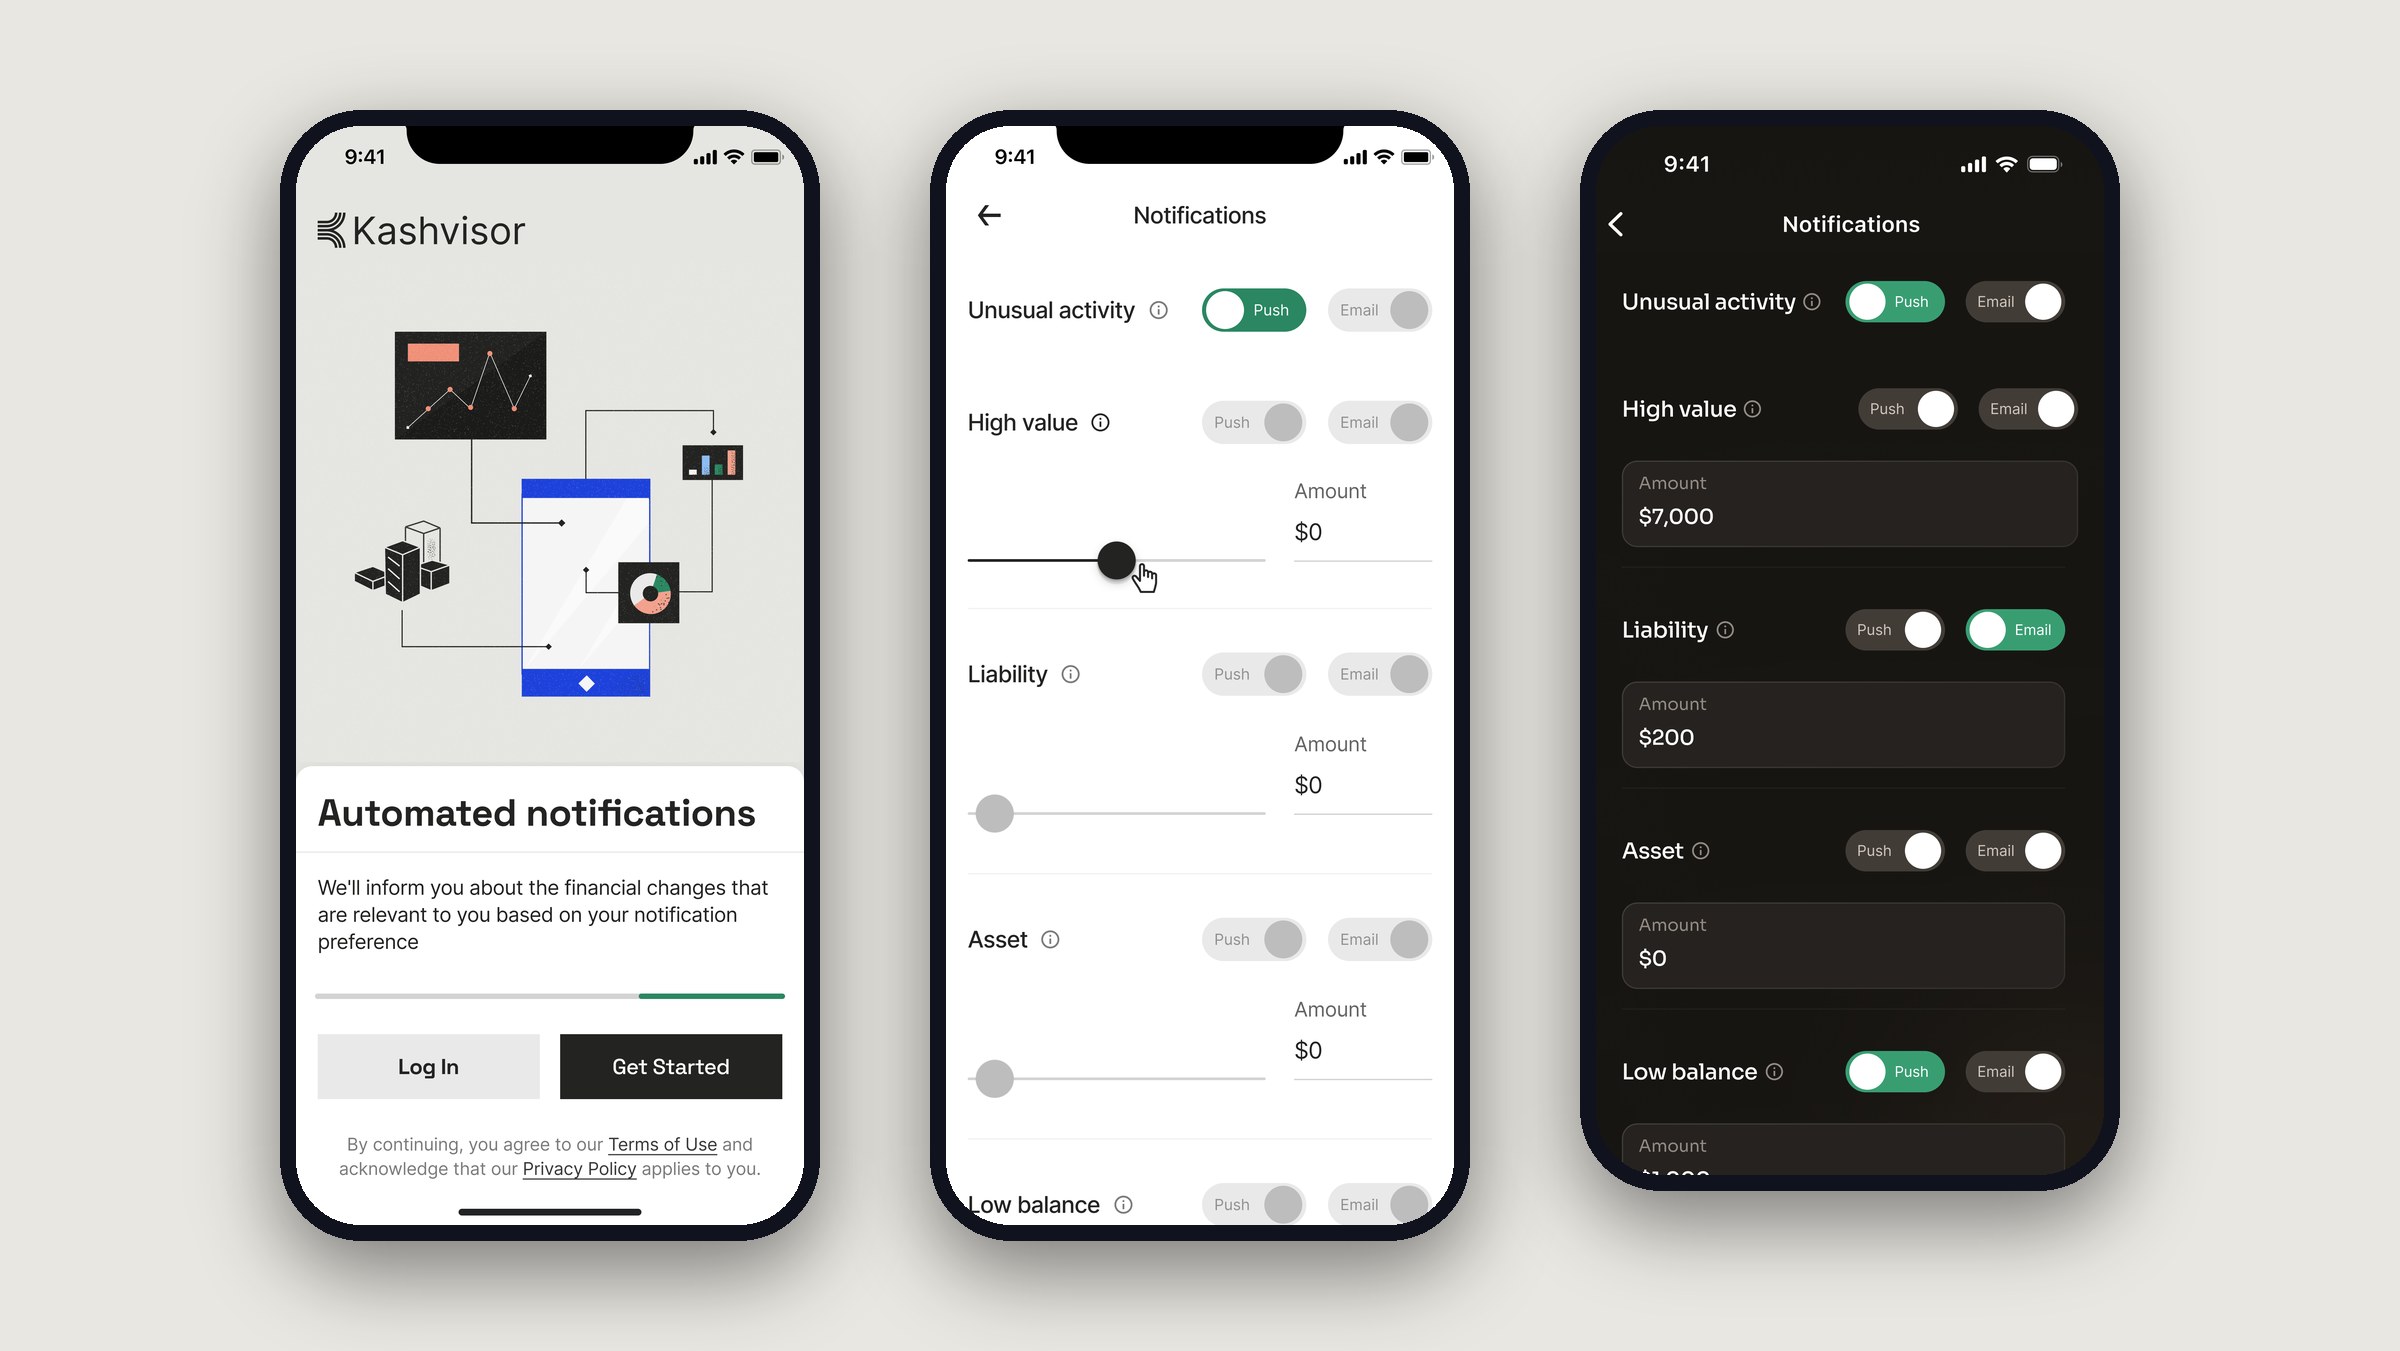 9:41
Kashvisor
Automated notifications
We'll inform you about the financial changes that
are relevant to you based on your notification
preference
Log In
Get Started
By continuing, you agree to our Terms of Use and
acknowledge that our Privacy Policy applies to you.
9:41
Notifications
Unusual activity
Push
Email
High value
Push
Email
Amount
$0
Liability
Push
Email
Amount
$0
Asset
Push
Email
Amount
$0
Low balance
Push
Email
9:41
Notifications
Unusual activity
Push
Email
High value
Push
Email
Amount
$7,000
Liability
Push
Email
Amount
$200
Asset
Push
Email
Amount
$0
Low balance
Push
Email
Amount